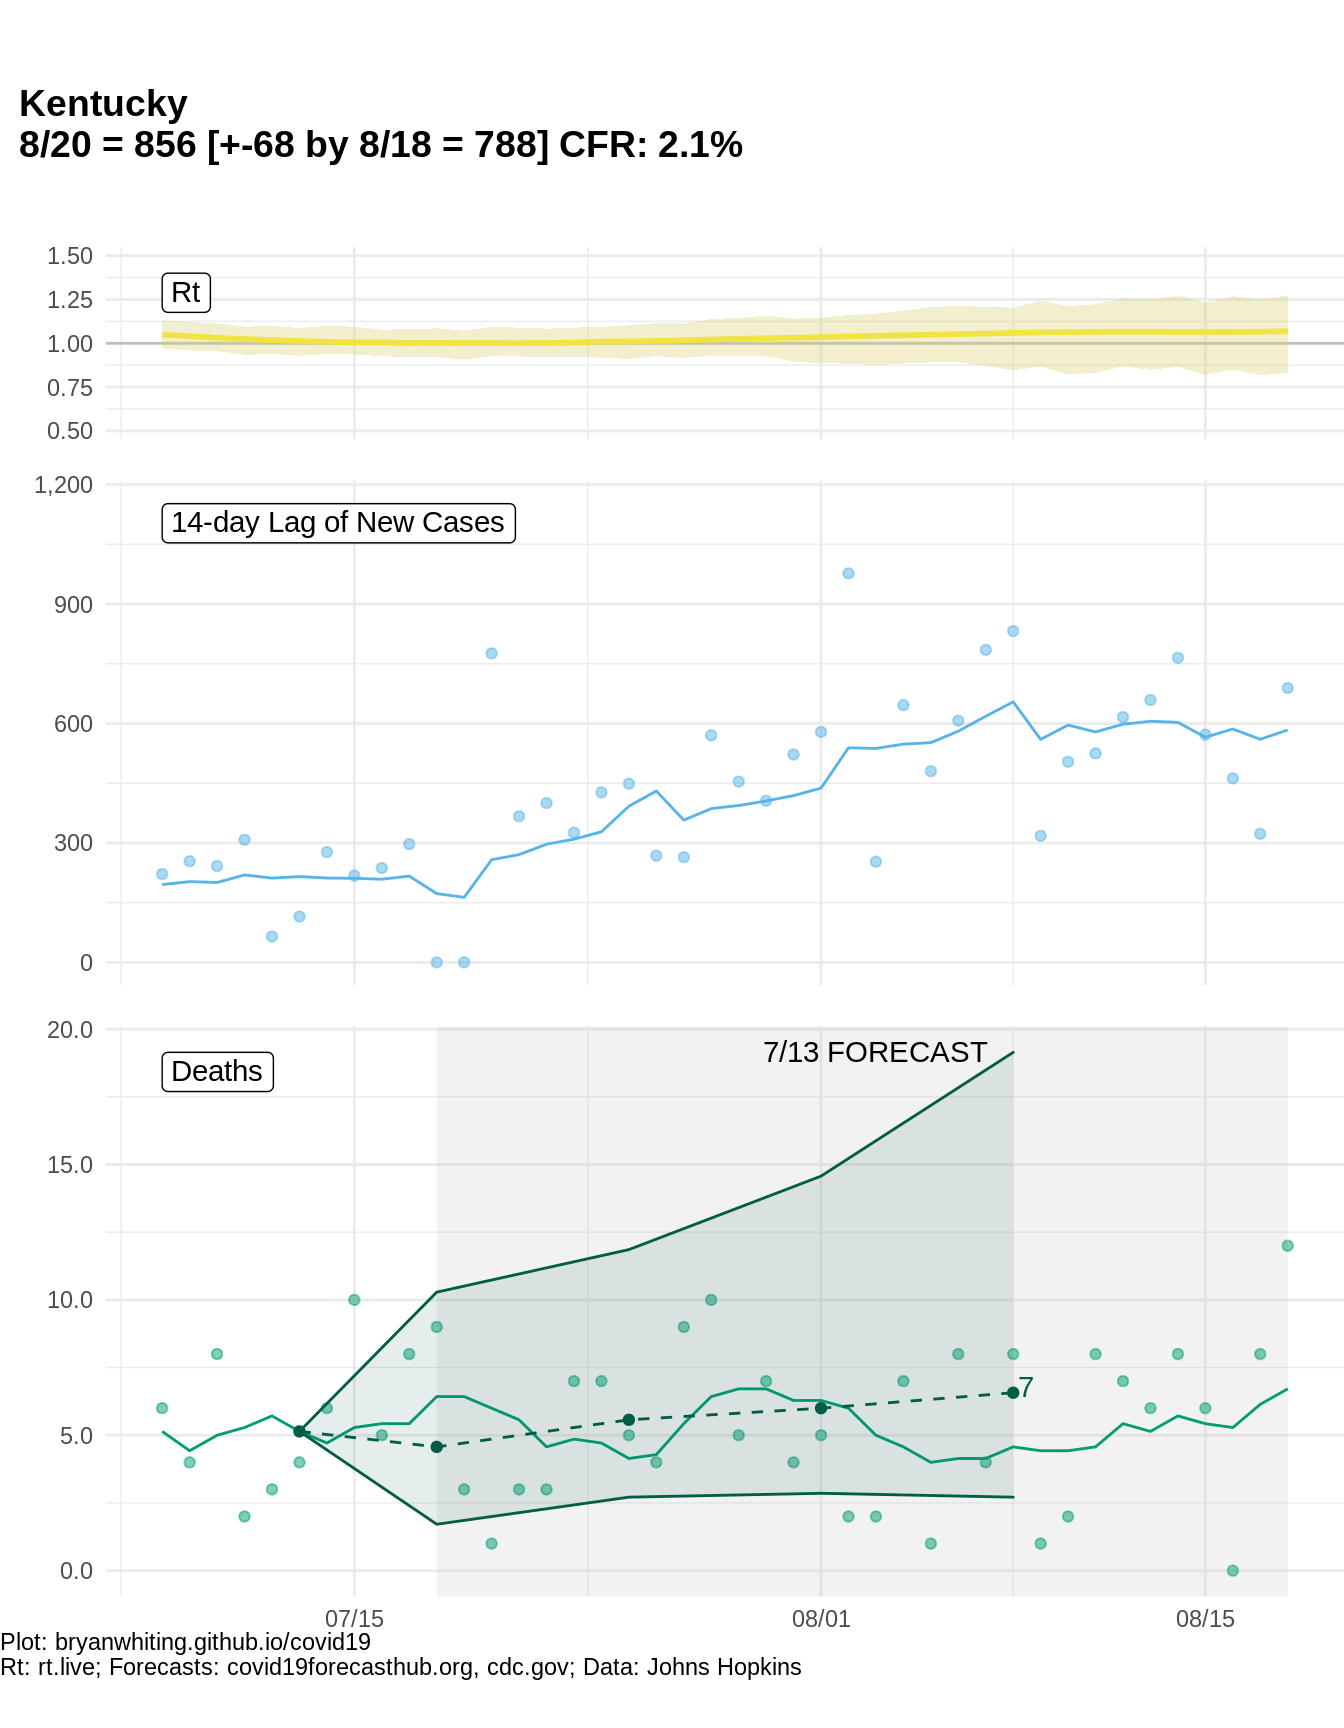 Kentucky
8/20 = 856 [+-68 by 8/18 = 788] CFR: 2.1%
1.50
Rt
1.25
1.00
0.75
0.50
1,200
14-day Lag of New Cases
900
600
300
0
20.0
7/13 FORECAST
Deaths
15.0
10.0
7
5.0
0.0
07/15 08/01 08/15
Plot: bryanwhiting.github.io/covid19
Rt: rt.live; Forecasts: covid19forecasthub.org, cdc.gov; Data: Johns Hopkins